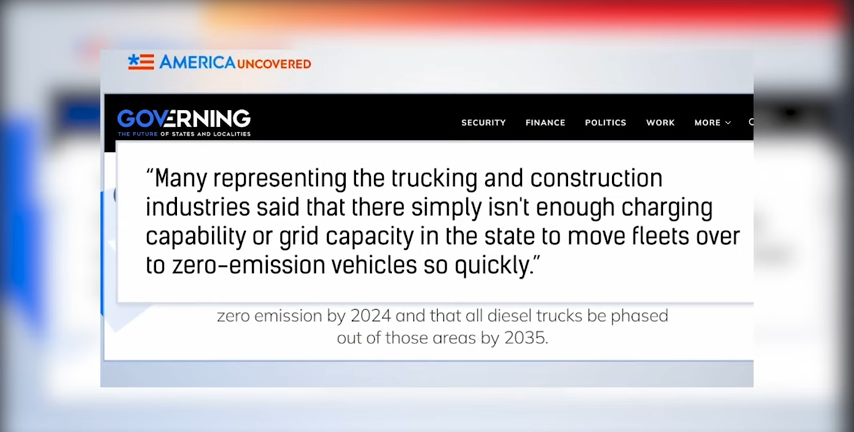 AMERICA UNCOVERED
GOVERNING
THE FUTURE OF STATES AND LOCALITIES
SECURITY FINANCE POLITICS WORK MORE
“Many representing the trucking and construction
industries said that there simply isn't enough charging
capability or grid capacity in the state to move fleets over
to zero-emission vehicles so quickly.”
zero emission by 2024 and that all diesel trucks be phased
out of those areas by 2035.